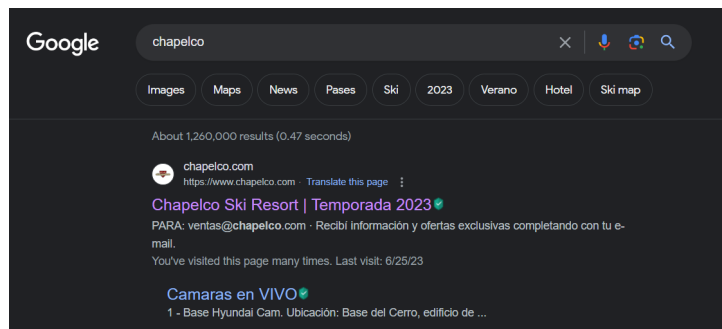 Google
chapelco
Images Maps News Pases Ski 2023 Verano Hotel Ski map
About 1,260,000 results (0.47 seconds)
chapelco.com
https://www.chapelco.com · Translate this page
Chapelco Ski Resort | Temporada 2023
PARA: ventas@chapelco.com · Recibí información y ofertas exclusivas completando con tu e-
mail.
You've visited this page many times. Last visit: 6/25/23
Camaras en VIVO
1 - Base Hyundai Cam. Ubicación: Base del Cerro, edificio de ...